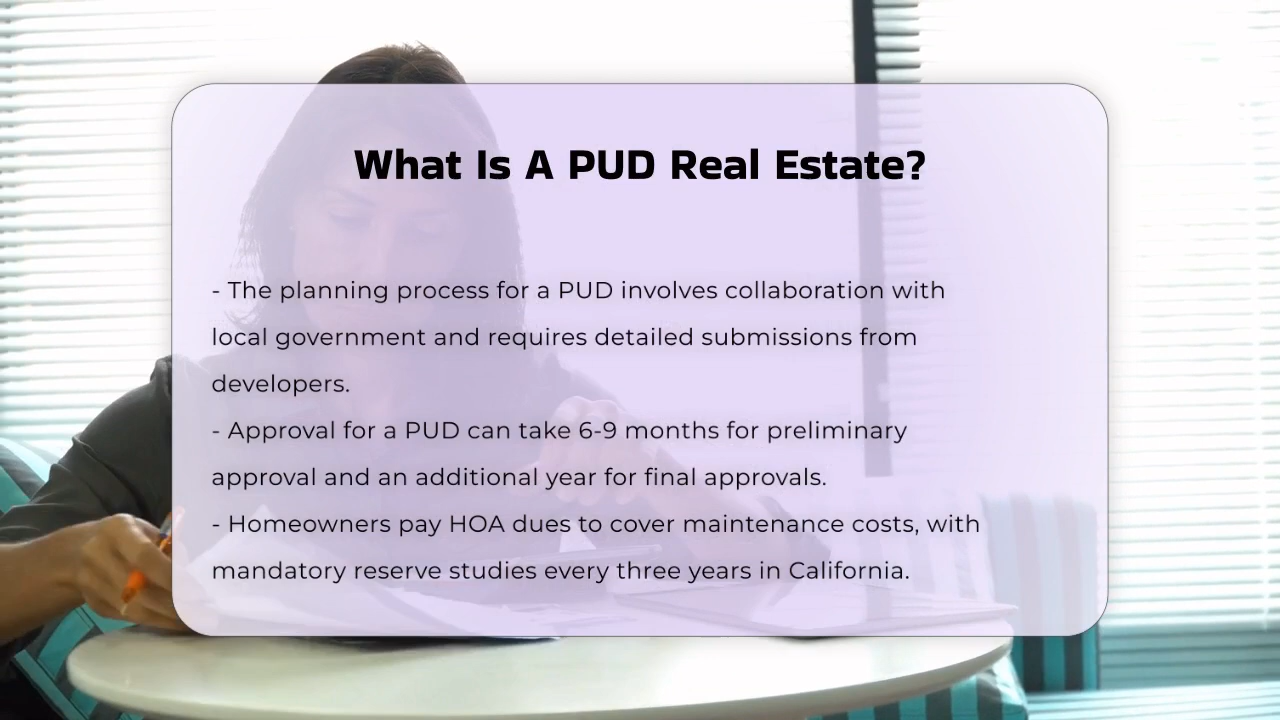 What Is A PUD Real Estate?
- The planning process for a PUD involves collaboration with
local government and requires detailed submissions from
developers.
- Approval for a PUD can take 6-9 months for preliminary
approval and an additional year for final approvals.
- Homeowners pay HOA dues to cover maintenance costs, with
mandatory reserve studies every three years in California.